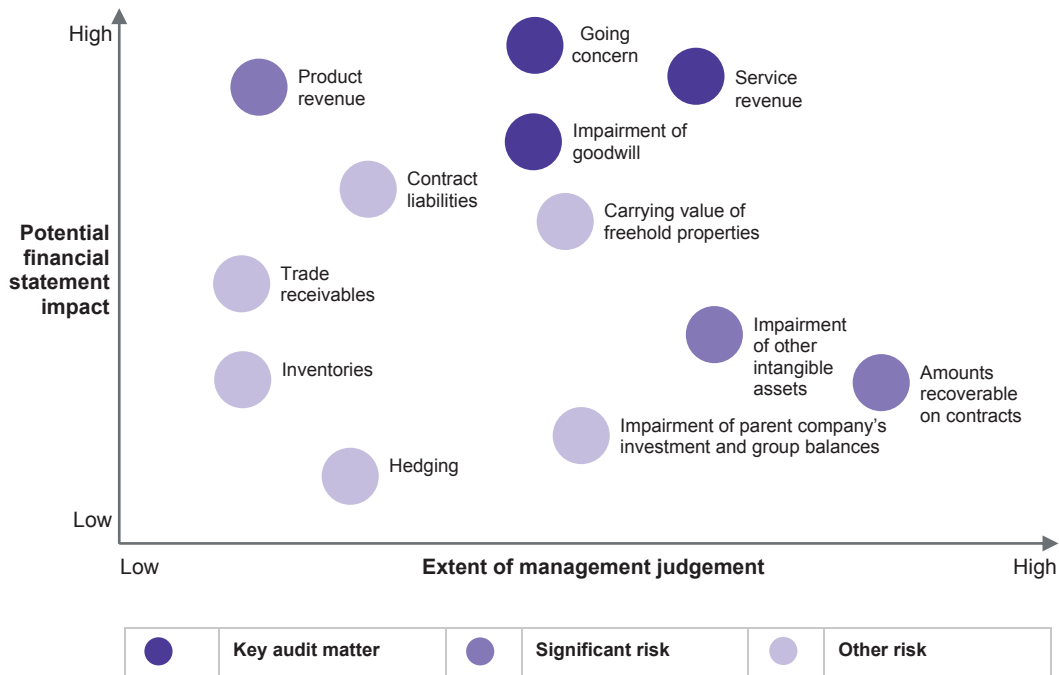 High
Going
concern
Product
revenue
Service
revenue
Impairment of
goodwill
Contract
liabilities
Carrying value of
freehold properties
Potential
financial
statement
impact
Trade
receivables
Impairment
of other
intangible
assets
Inventories
Amounts
recoverable
on contracts
Impairment of parent company's
investment and group balances
Hedging
Low
Low
Extent of management judgement
High
Key audit matter
Significant risk
Other risk